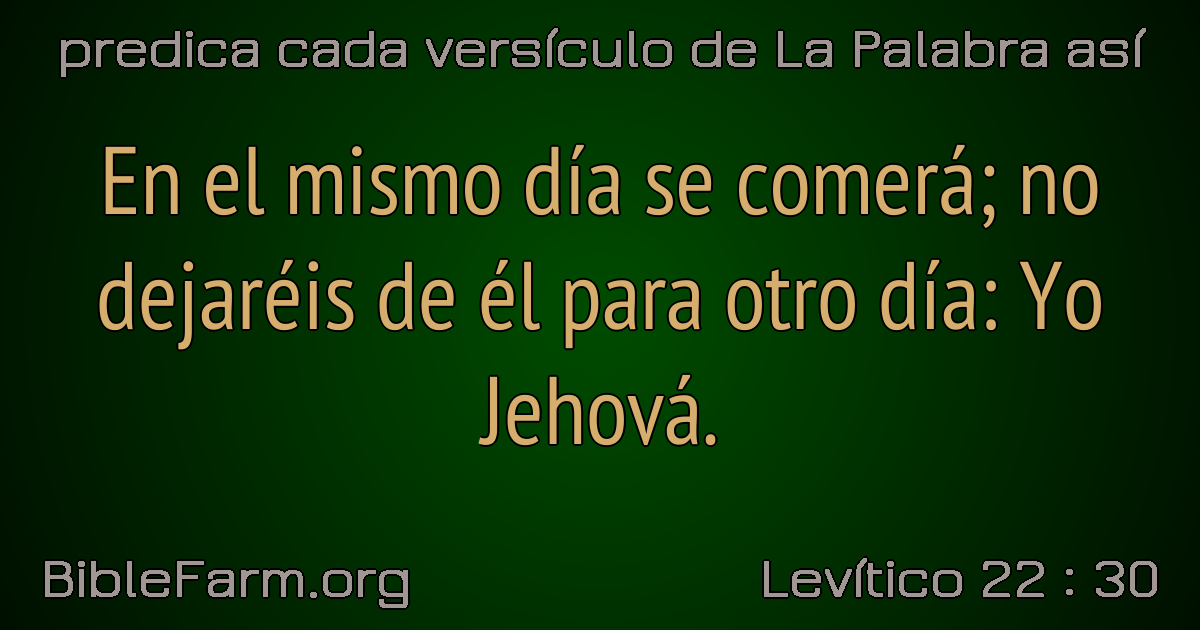 predica cada versículo de La Palabra así
En el mismo día se comerá; no
dejaréis de él para otro día: Yo
Jehová.
BibleFarm.org
Levítico 22 : 30